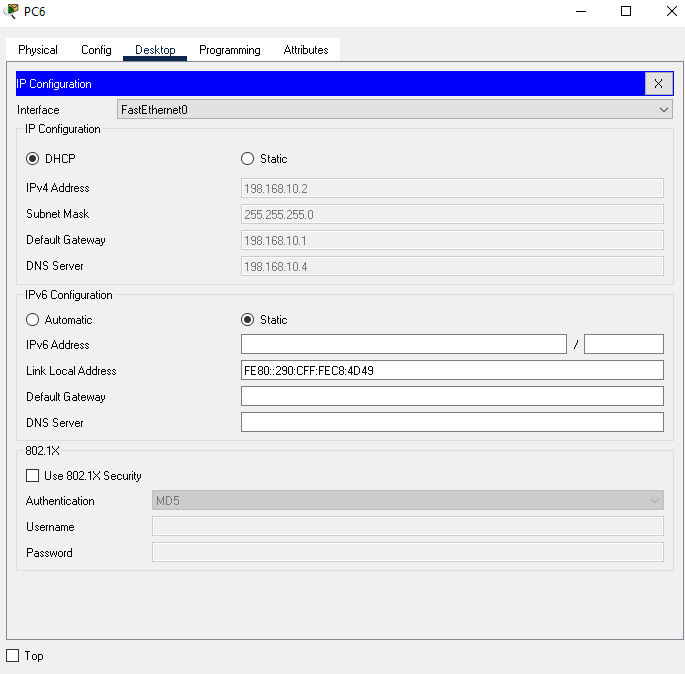 PC6
Physical Config Desktop Programming Attributes
IP Configuration X
Interface FastEthernet0
IP Configuration
DHCP Static
IPv4 Address 198.168.10.2
Subnet Mask 255.255.255.0
Default Gateway 198.168.10.1
DNS Server 198.168.10.4
IPv6 Configuration
Automatic Static
IPv6 Address /
Link Local Address FE80::290:CFF:FEC8:4D49
Default Gateway
DNS Server
802.1X
Use 802.1X Security
Authentication MD5
Username
Password
Top